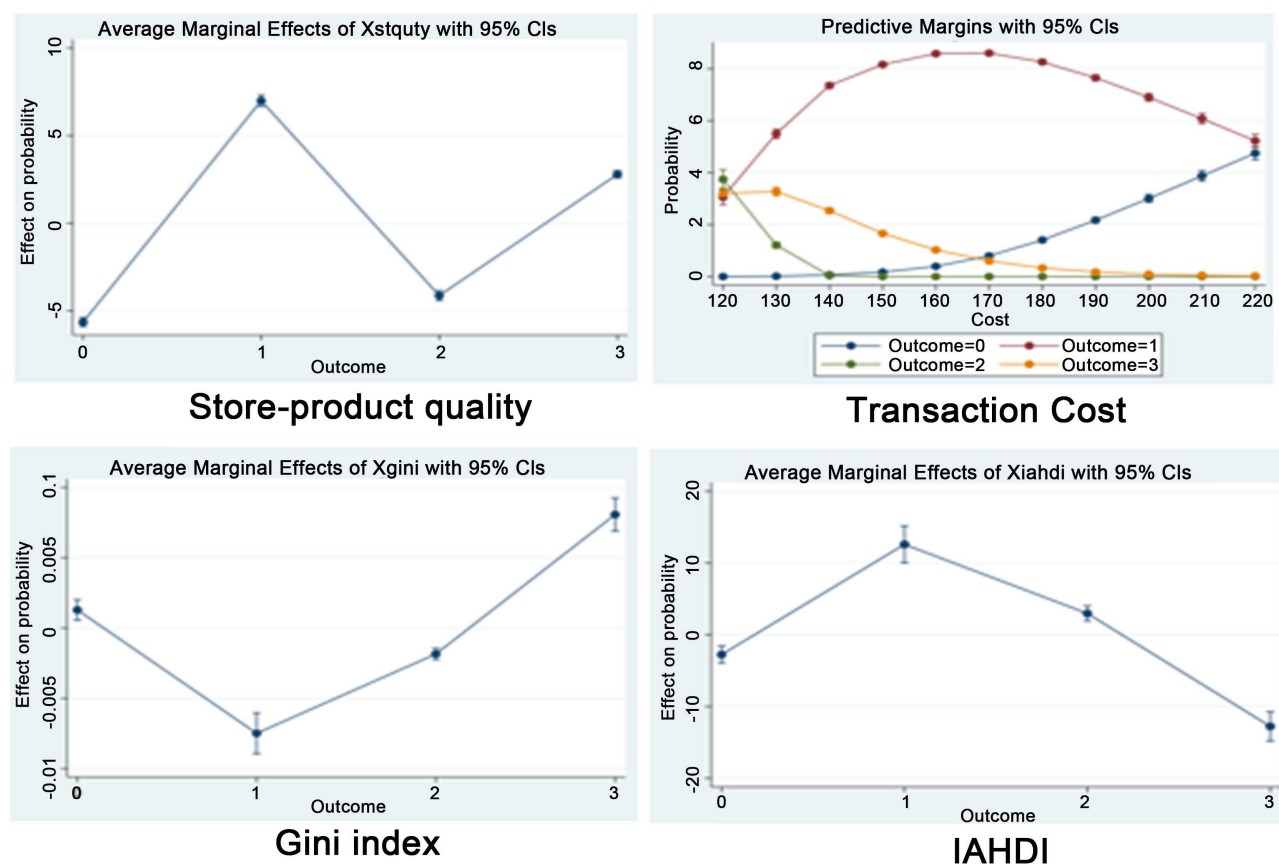 Average Marginal Effects of Xstquty with 95% CIs
Effect on probability
10
5
0
-5
0 1 2 3
Outcome
Store-product quality
Predictive Margins with 95% CIs
Probability
8
6
4
2
0
120 130 140 150 160 170 180 190 200 210 220
Cost
Outcome=0 Outcome=1
Outcome=2 Outcome=3
Transaction Cost
Average Marginal Effects of Xgini with 95% CIs
Effect on probability
0.1
0.005
0
-0.005
-0.01
0 1 2 3
Outcome
Gini index
Average Marginal Effects of Xiahdi with 95% CIs
Effect on probability
20
10
0
-10
-20
0 1 2 3
Outcome
IAHDI